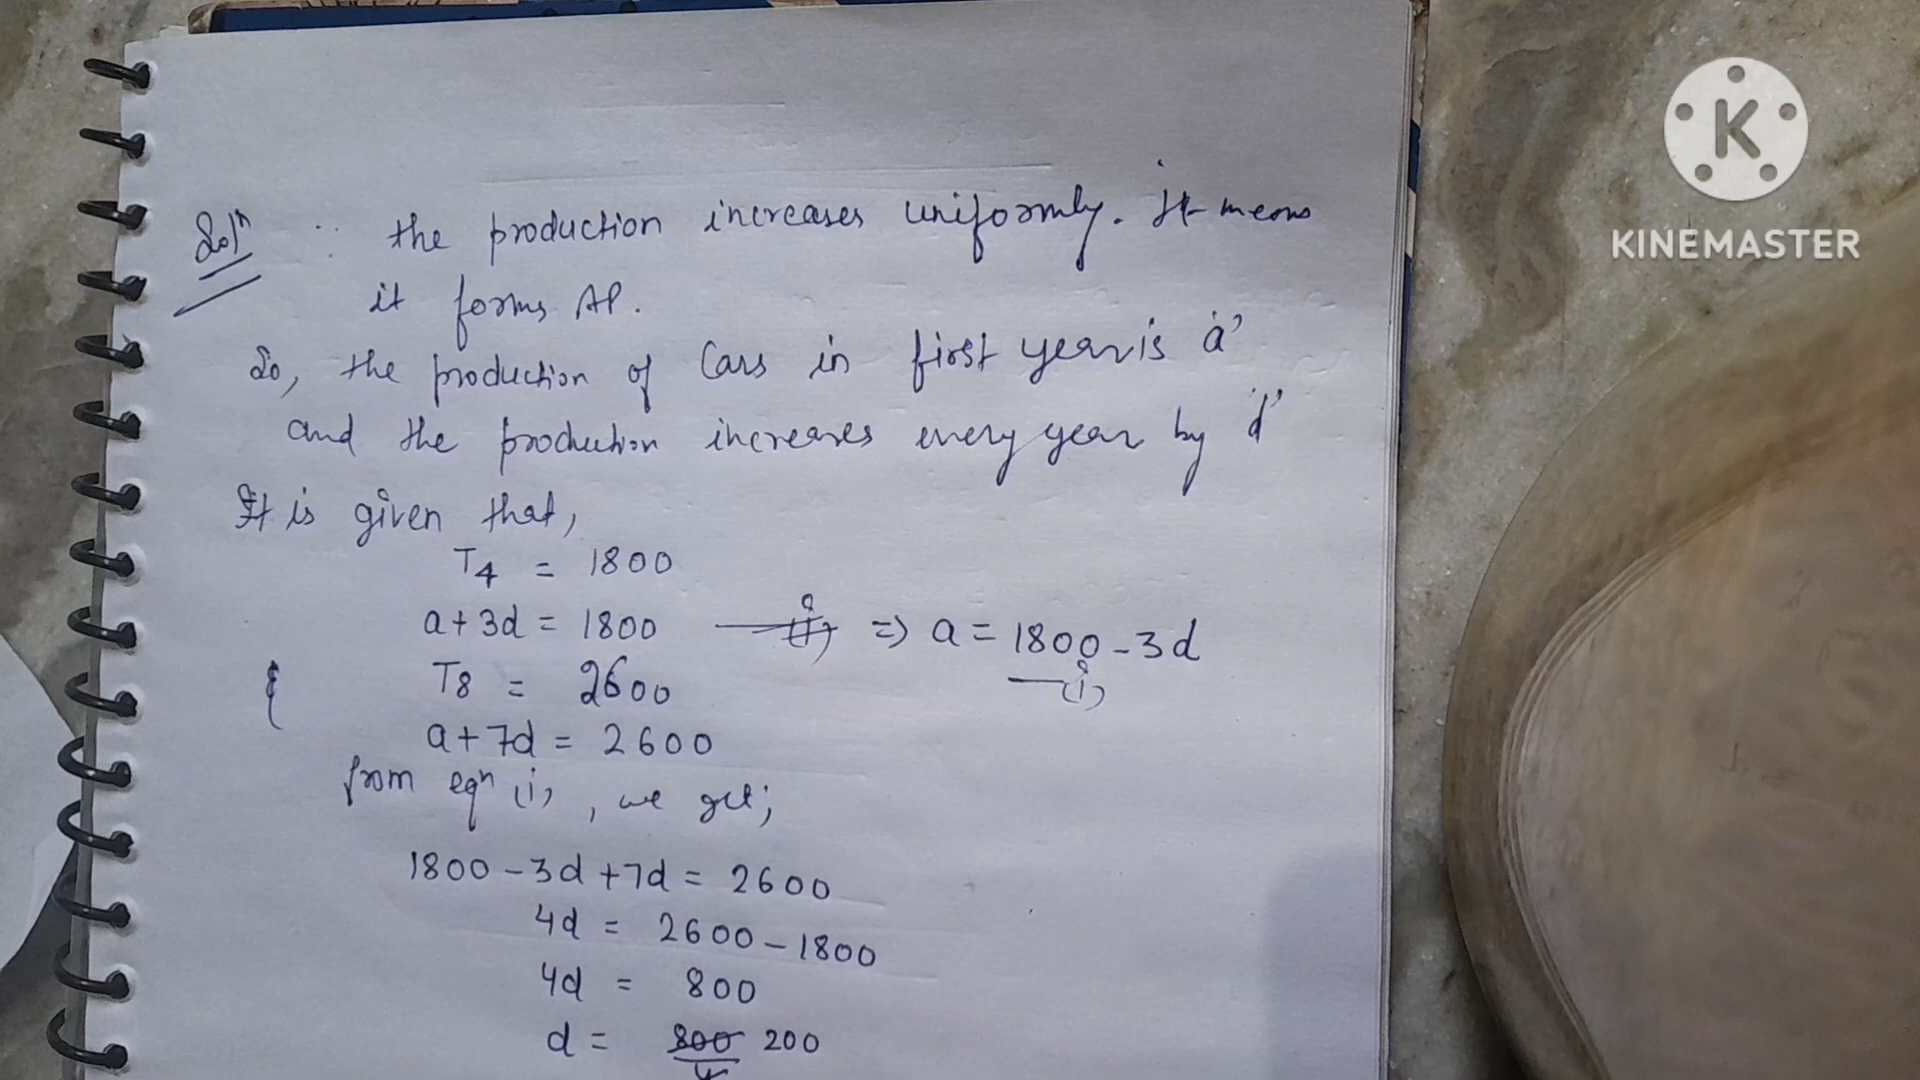 Solⁿ ∵ the production increases uniformly. It means
it forms AP.
So, the production of Cars in first year is 'a'
and the production increases every year by 'd'
It is given that,
T4 = 1800
a+3d = 1800 => a = 1800 - 3d
(i)
& T8 = 2600
a+7d = 2600
from eqⁿ (i), we get;
1800 - 3d + 7d = 2600
4d = 2600 - 1800
4d = 800
d = 800/4 200
K
KINEMASTER